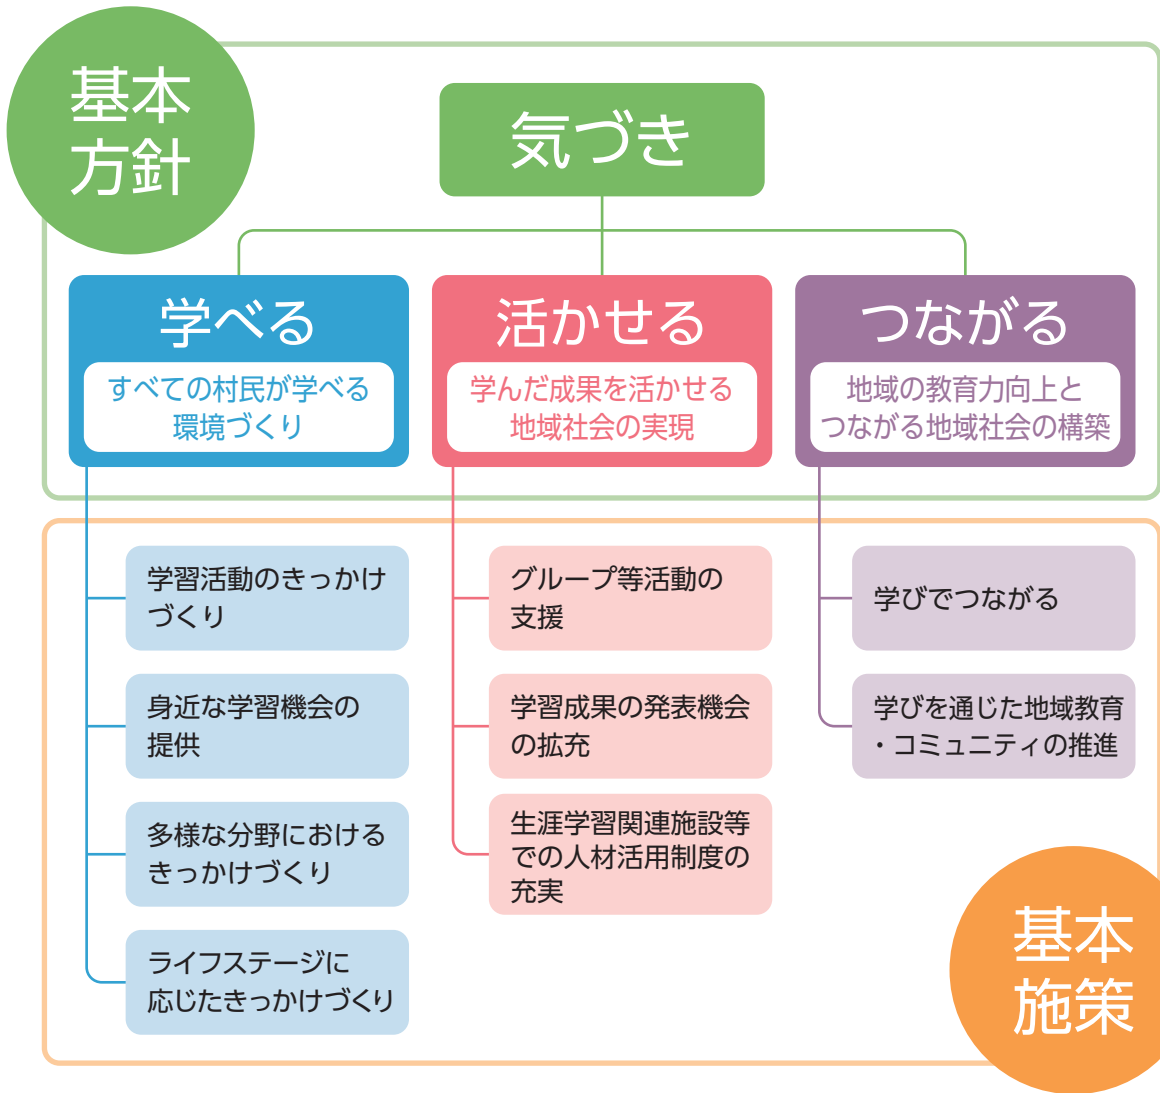 基本
方針
気づき
学べる
すべての村民が学べる
環境づくり
活かせる
学んだ成果を活かせる
地域社会の実現
つながる
地域の教育力向上と
つながる地域社会の構築
学習活動のきっかけ
づくり
身近な学習機会の
提供
多様な分野における
きっかけづくり
ライフステージに
応じたきっかけづくり
グループ等活動の
支援
学習成果の発表機会
の拡充
生涯学習関連施設等
での人材活用制度の
充実
学びでつながる
学びを通じた地域教育
・コミュニティの推進
基本
施策